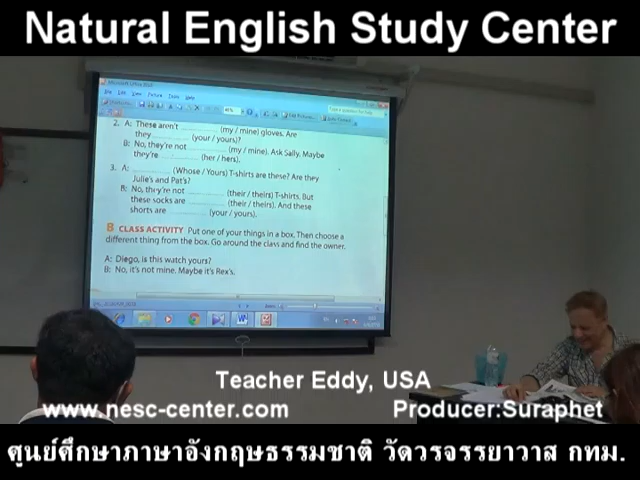 Natural English Study Center
2. A: These aren't (my / mine) gloves. Are
they (your / yours)?
B: No, they're not (my / mine). Ask Sally. Maybe
they're (her / hers).
3. A: (Whose / Yours) T-shirts are these? Are they
Julie's and Pat's?
B: No, they're not (their / theirs) T-shirts. But
these socks are (their / theirs). And these
shorts are (your / yours).
B CLASS ACTIVITY Put one of your things in a box. Then choose a
different thing from the box. Go around the class and find the owner.
A: Diego, is this watch yours?
B: No, it's not mine. Maybe it's Rex's.
Teacher Eddy, USA
www.nesc-center.com Producer:Suraphet
ศูนย์ศึกษาภาษาอังกฤษธรรมชาติ วัดวรจรรยาวาส กทม.